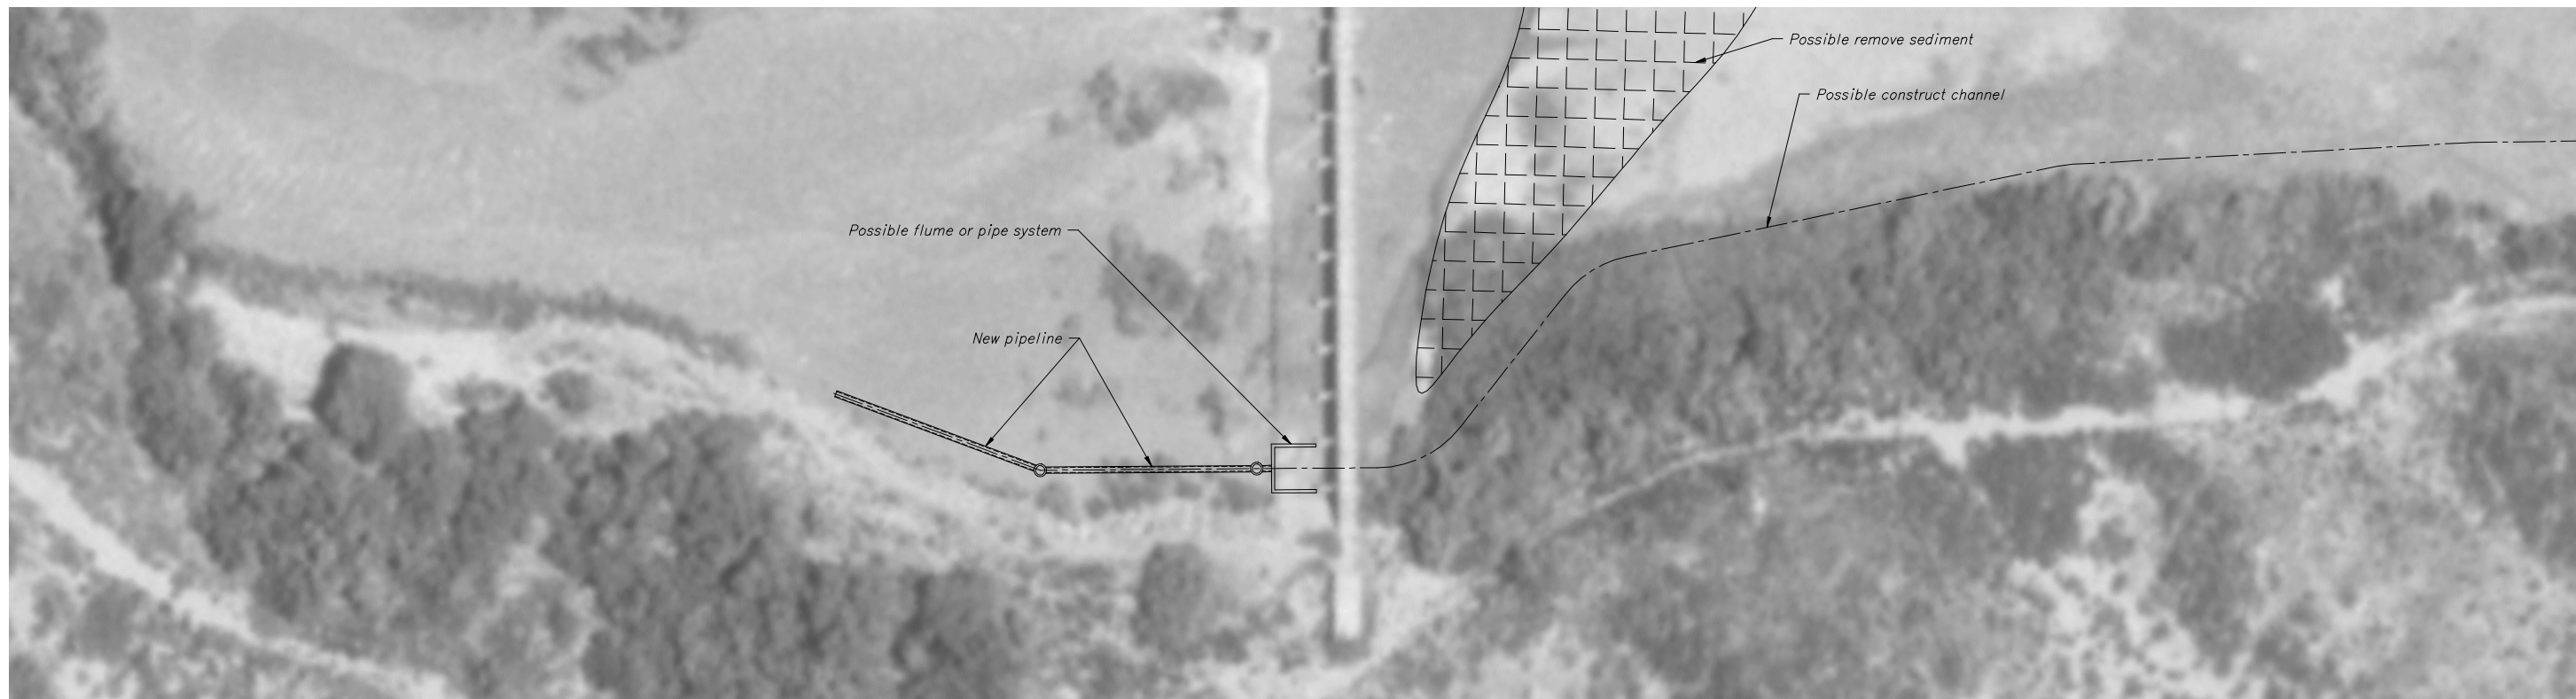 Possible remove sediment
Possible construct channel
Possible flume or pipe system
New pipeline